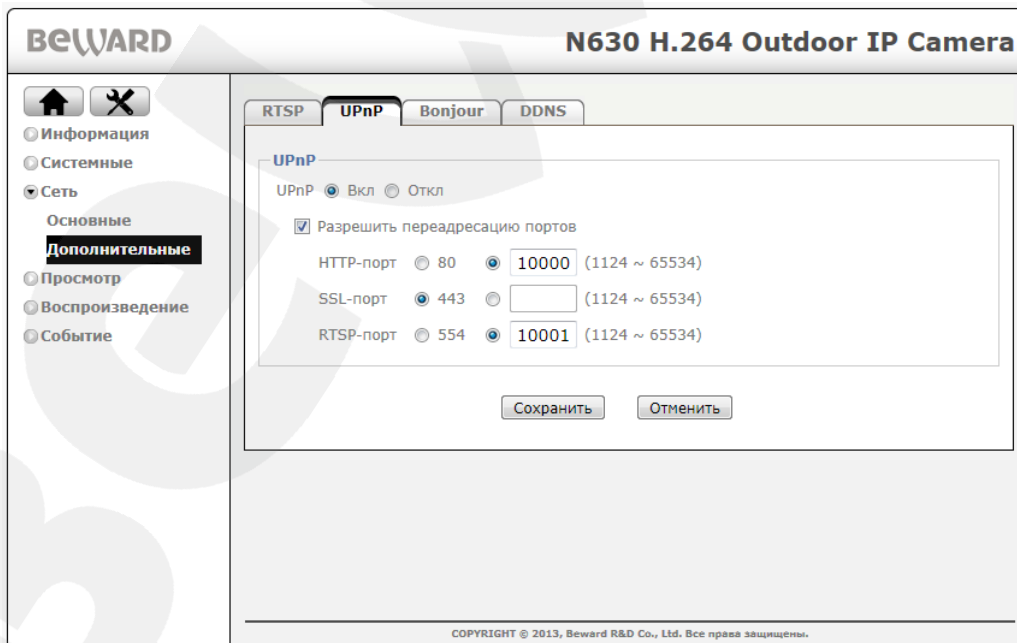 BEWARD
N630 H.264 Outdoor IP Camera
Информация
Системные
Сеть
Основные
Дополнительные
Просмотр
Воспроизведение
Событие
RTSP UPnP Bonjour DDNS
UPnP
UPnP Вкл Откл
Разрешить переадресацию портов
HTTP-порт 80 10000 (1124 ~ 65534)
SSL-порт 443 (1124 ~ 65534)
RTSP-порт 554 10001 (1124 ~ 65534)
Сохранить Отменить
COPYRIGHT © 2013, Beward R&D Co., Ltd. Все права защищены.